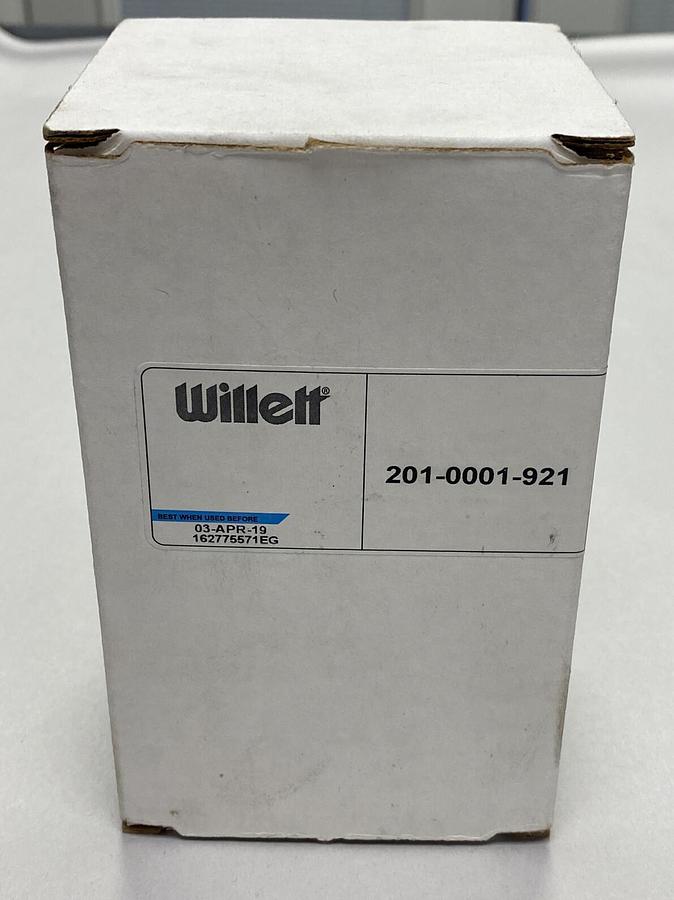 Willett®
201-0001-921
BEST WHEN USED BEFORE
03-APR-19
162775571EG